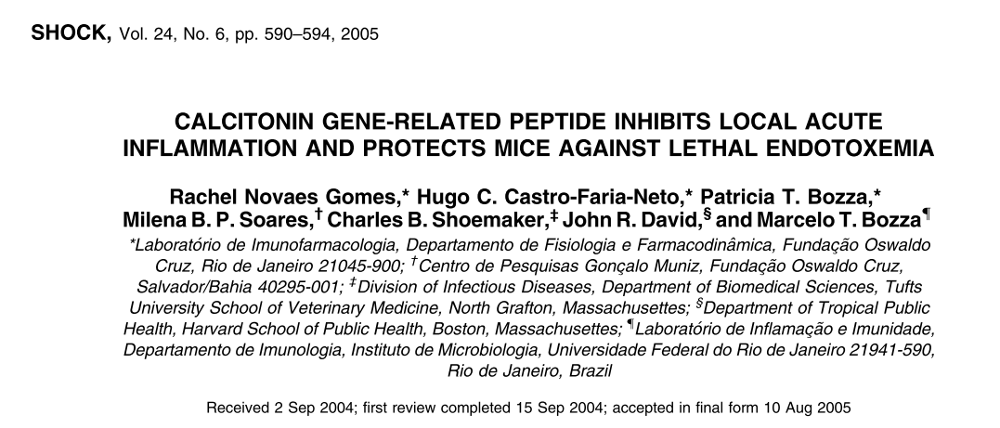 SHOCK, Vol. 24, No. 6, pp. 590–594, 2005
CALCITONIN GENE-RELATED PEPTIDE INHIBITS LOCAL ACUTE
INFLAMMATION AND PROTECTS MICE AGAINST LETHAL ENDOTOXEMIA
Rachel Novaes Gomes,* Hugo C. Castro-Faria-Neto,* Patricia T. Bozza,*
Milena B. P. Soares,† Charles B. Shoemaker,‡ John R. David,§ and Marcelo T. Bozza¶
*Laboratório de Imunofarmacologia, Departamento de Fisiologia e Farmacodinâmica, Fundação Oswaldo
Cruz, Rio de Janeiro 21045-900; †Centro de Pesquisas Gonçalo Muniz, Fundação Oswaldo Cruz,
Salvador/Bahia 40295-001; ‡Division of Infectious Diseases, Department of Biomedical Sciences, Tufts
University School of Veterinary Medicine, North Grafton, Massachusettes; §Department of Tropical Public
Health, Harvard School of Public Health, Boston, Massachusettes; ¶Laboratório de Inflamação e Imunidade,
Departamento de Imunologia, Instituto de Microbiologia, Universidade Federal do Rio de Janeiro 21941-590,
Rio de Janeiro, Brazil
Received 2 Sep 2004; first review completed 15 Sep 2004; accepted in final form 10 Aug 2005